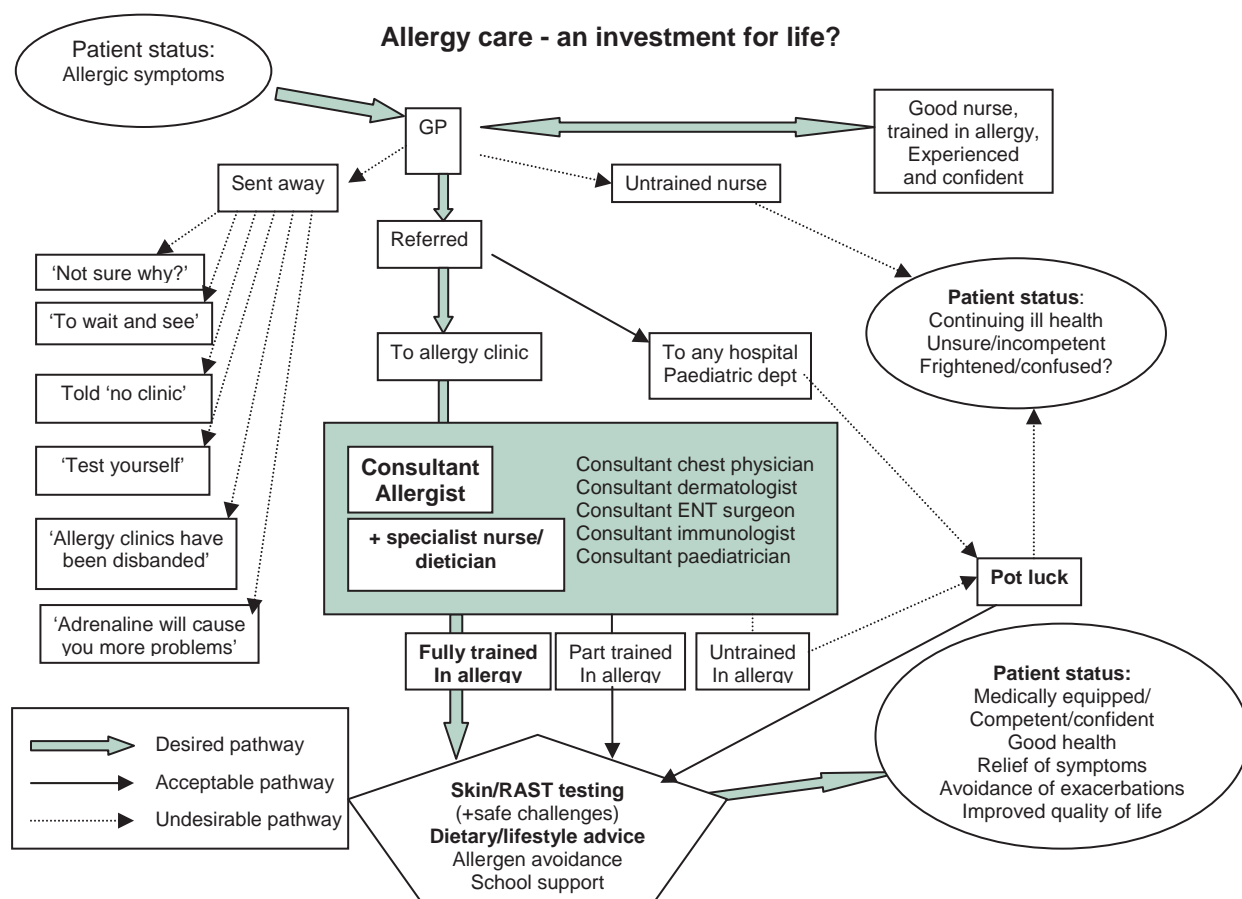 Allergy care - an investment for life?
Patient status:
Allergic symptoms
GP
Good nurse,
trained in allergy,
Experienced
and confident
Sent away
Untrained nurse
Referred
'Not sure why?'
'To wait and see'
Told 'no clinic'
'Test yourself'
'Allergy clinics have
been disbanded'
'Adrenaline will cause
you more problems'
To allergy clinic
To any hospital
Paediatric dept
Patient status:
Continuing ill health
Unsure/incompetent
Frightened/confused?
Consultant
Allergist
+ specialist nurse/
dietician
Consultant chest physician
Consultant dermatologist
Consultant ENT surgeon
Consultant immunologist
Consultant paediatrician
Pot luck
Fully trained
In allergy
Part trained
In allergy
Untrained
In allergy
Patient status:
Medically equipped/
Competent/confident
Good health
Relief of symptoms
Avoidance of exacerbations
Improved quality of life
Desired pathway
Acceptable pathway
Undesirable pathway
Skin/RAST testing
(+safe challenges)
Dietary/lifestyle advice
Allergen avoidance
School support